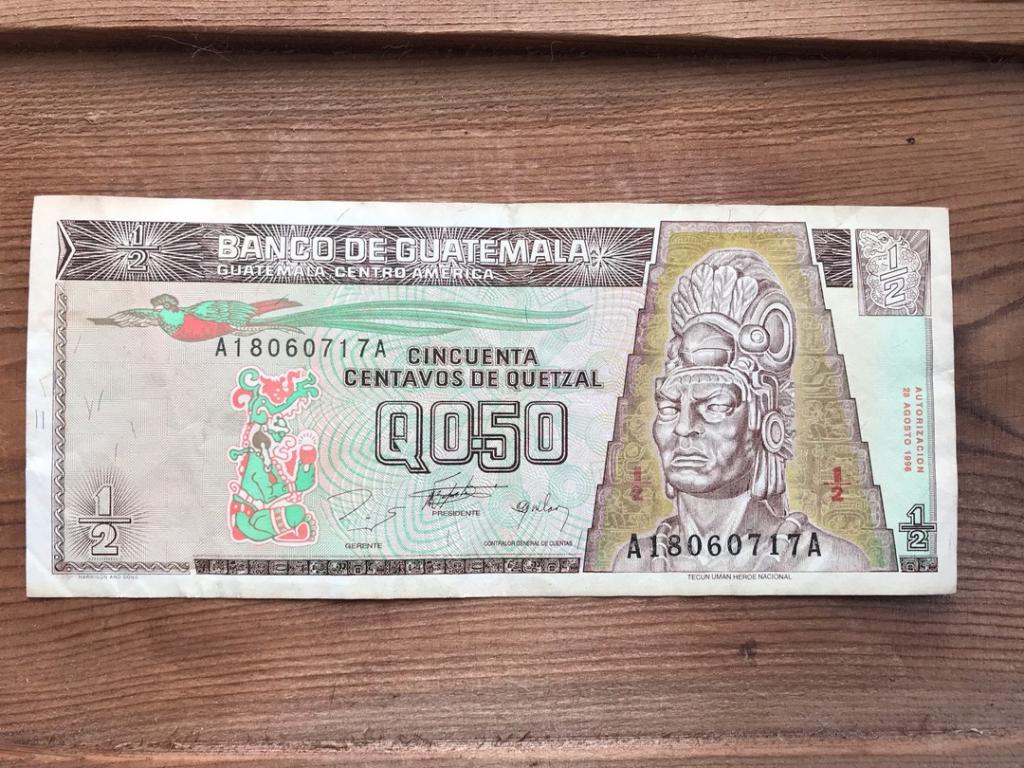 1/2
BANCO DE GUATEMALA
GUATEMALA, CENTRO AMÉRICA
1/2
A18060717A
CINCUENTA
CENTAVOS DE QUETZAL
Q0.50
AUTORIZACION
28 AGOSTO 1996
1/2
1/2
1/2
PRESIDENTE
GERENTE
CONTRALOR GENERAL DE CUENTAS
A18060717A
1/2
HARRISON AND SONS
TECUN UMAN HEROE NACIONAL